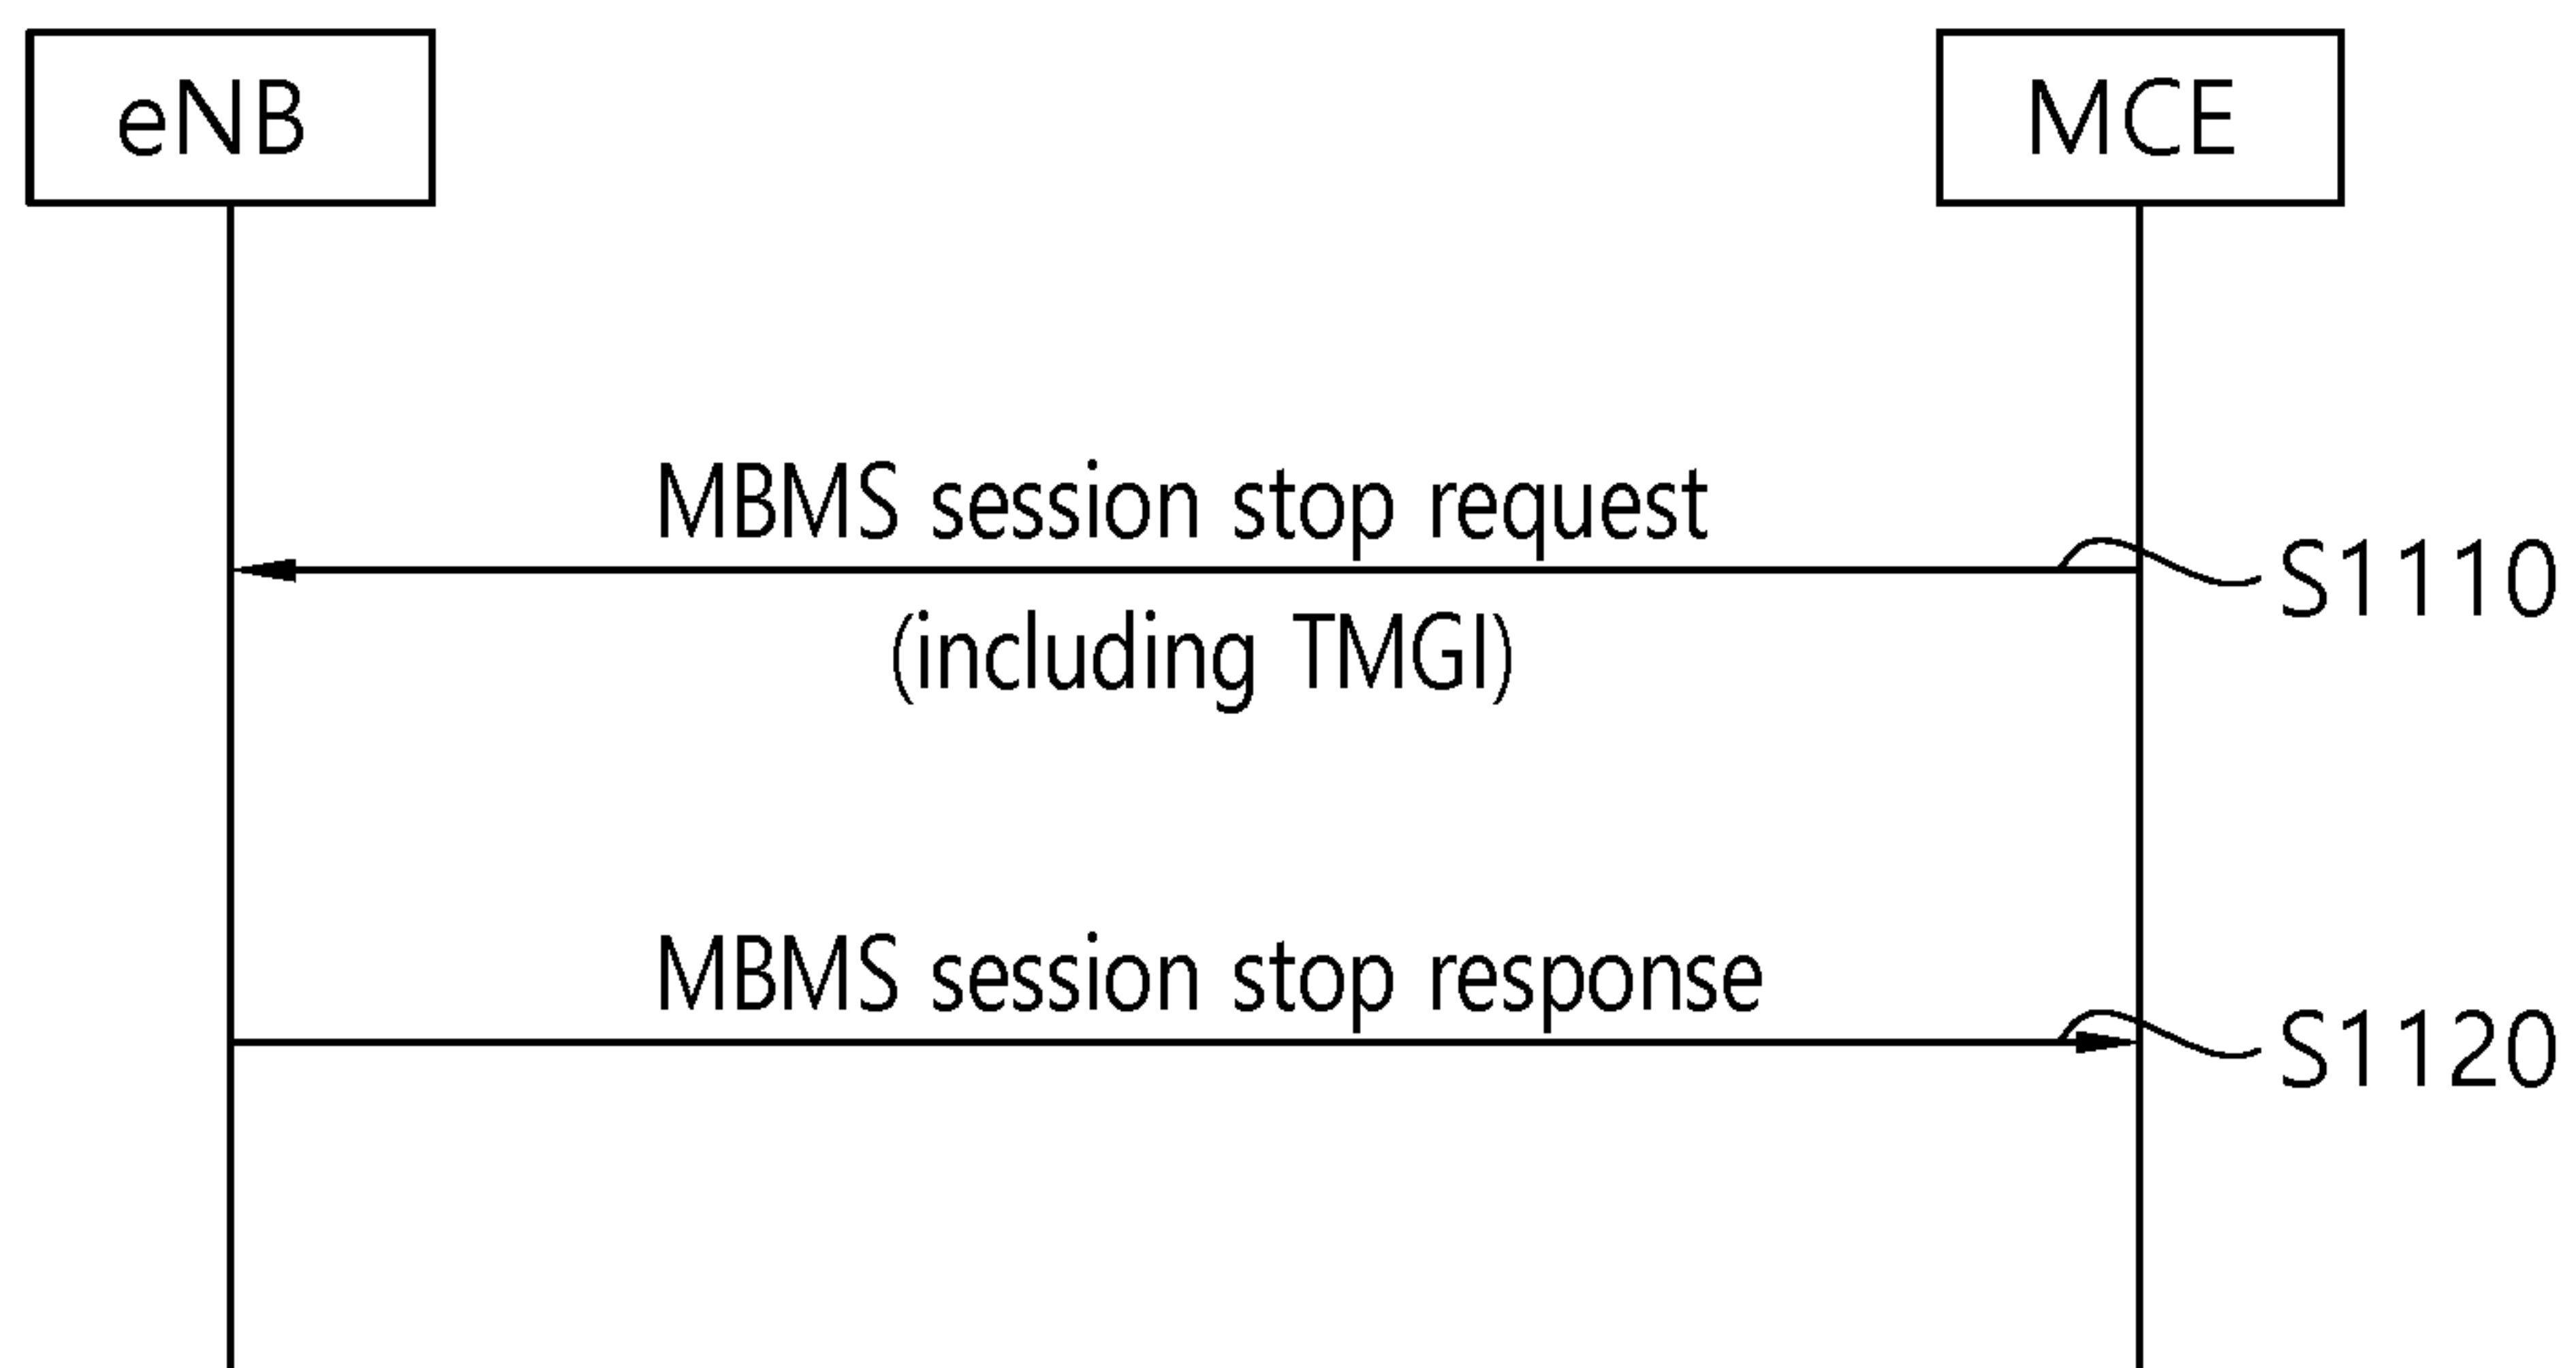 eNB
MCE
MBMS session stop request
S1110
(including TMGI)
MBMS session stop response
S1120